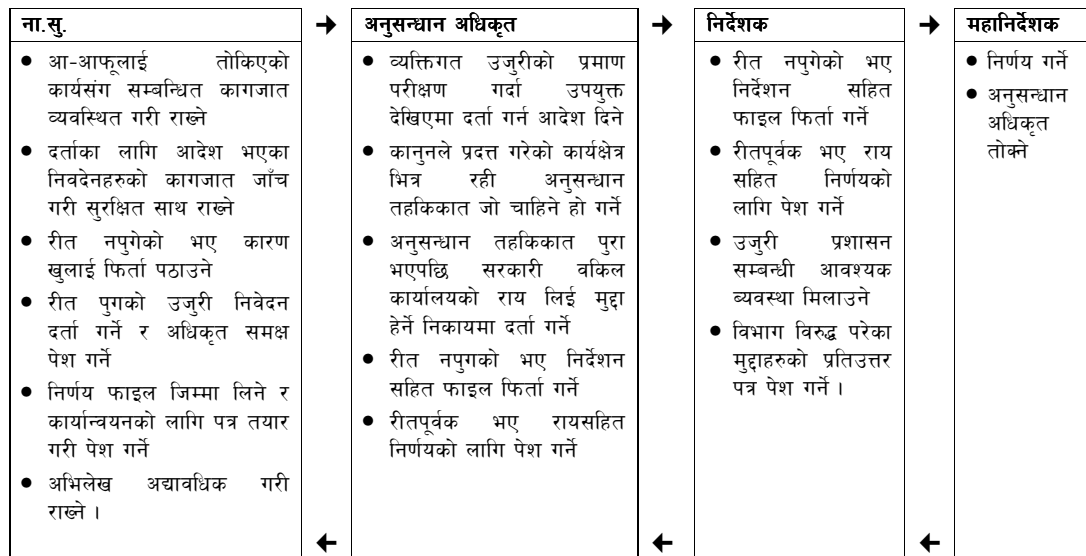 ना.सु.
● आ-आफूलाई तोकिएको
कार्यसंग सम्बन्धित कागजात
व्यवस्थित गरी राख्ने
● दर्ताका लागि आदेश भएका
निवदेनहरुको कागजात जाँच
गरी सुरक्षित साथ राख्ने
● रीत नपुगेको भए कारण
खुलाई फिर्ता पठाउने
● रीत पुगको उजुरी निवेदन
दर्ता गर्ने र अधिकृत समक्ष
पेश गर्ने
● निर्णय फाइल जिम्मा लिने र
कार्यान्वयनको लागि पत्र तयार
गरी पेश गर्ने
● अभिलेख अद्यावधिक गरी
राख्ने ।
→
←
अनुसन्धान अधिकृत
● व्यक्तिगत उजुरीको प्रमाण
परीक्षण गर्दा उपयुक्त
देखिएमा दर्ता गर्न आदेश दिने
● कानुनले प्रदत्त गरेको कार्यक्षेत्र
भित्र रही अनुसन्धान
तहकिकात जो चाहिने हो गर्ने
● अनुसन्धान तहकिकात पुरा
भएपछि सरकारी वकिल
कार्यालयको राय लिई मुद्दा
हेर्ने निकायमा दर्ता गर्ने
● रीत नपुगको भए निर्देशन
सहित फाइल फिर्ता गर्ने
● रीतपूर्वक भए रायसहित
निर्णयको लागि पेश गर्ने
→
←
निर्देशक
● रीत नपुगेको भए
निर्देशन सहित
फाइल फिर्ता गर्ने
● रीतपूर्वक भए राय
सहित निर्णयको
लागि पेश गर्ने
● उजुरी प्रशासन
सम्बन्धी आवश्यक
ब्यवस्था मिलाउने
● विभाग विरुद्ध परेका
मुद्दाहरुको प्रतिउत्तर
पत्र पेश गर्ने ।
→
←
महानिर्देशक
● निर्णय गर्ने
● अनुसन्धान
अधिकृत
तोक्ने